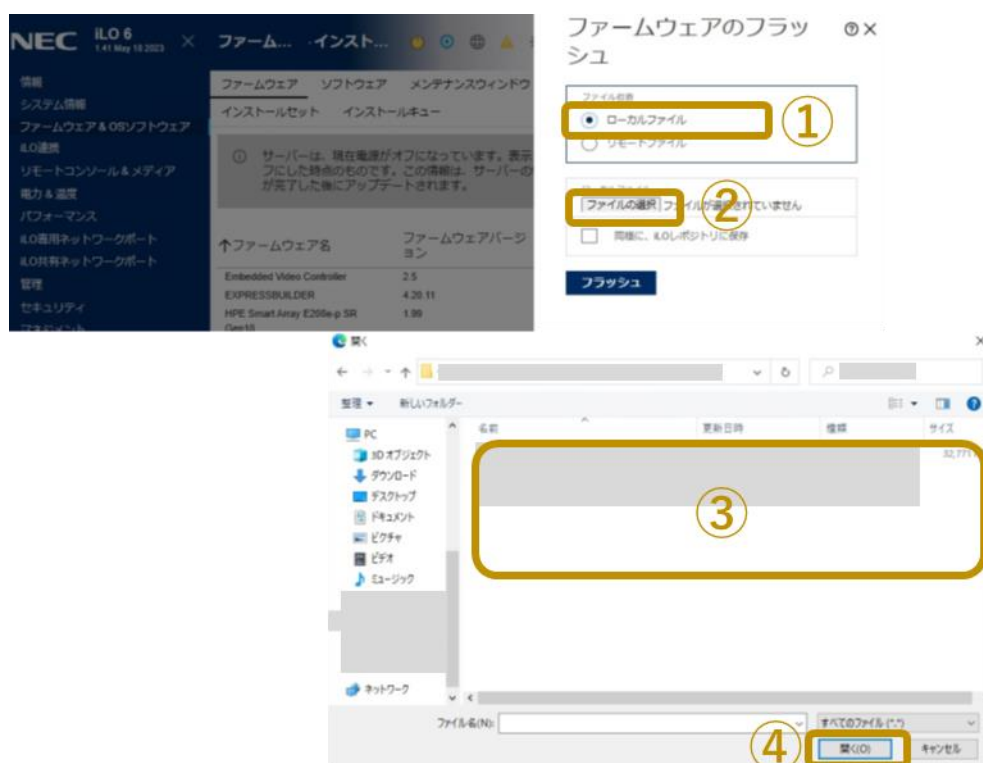 NEC iLO 6
1.41 May 18 2023
ファーム... ·インスト...
情報
システム情報
ファームウェア & OSソフトウェア
iLO連携
リモートコンソール & メディア
電力 & 温度
パフォーマンス
iLO専用ネットワークポート
iLO共有ネットワークポート
管理
セキュリティ
ファームウェア ソフトウェア メンテナンスウィンドウ
インストールセット インストールキュー
サーバーは、現在電源がオフになっています。表示
フにした時点のものです。この情報は、サーバーの
が完了した後にアップデートされます。
↑ファームウェア名 ファームウェアバージョン
Embedded Video Controller 2.5
EXPRESSBUILDER 4.20.11
HPE Smart Array E208e-p SR 1.99
Gen10
ファームウェアのフラッ
シュ
ローカルファイル
①
リモートファイル
ファイルの選択 ファイルが選択されていません
②
同様に、iLOレポジトリに保存
フラッシュ
開く
整理 新しいフォルダー
名前 更新日時 種類 サイズ
PC
3D オブジェクト
ダウンロード
デスクトップ
ドキュメント
ピクチャ
ビデオ
ミュージック
ネットワーク
③
ファイル名(N): すべてのファイル (*.*)
④
開く(O) キャンセル